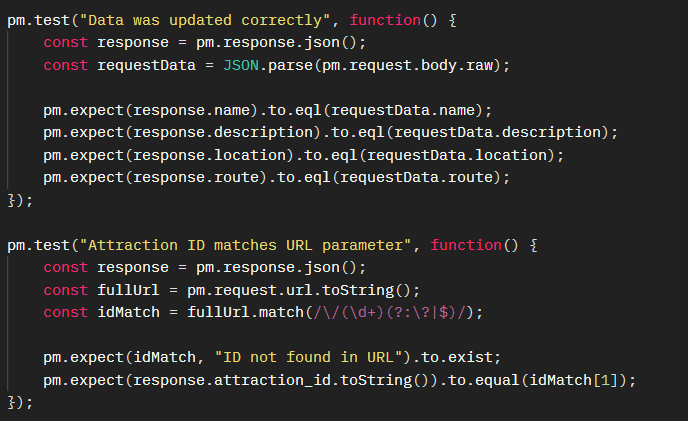 pm.test("Data was updated correctly", function() {
    const response = pm.response.json();
    const requestData = JSON.parse(pm.request.body.raw);

    pm.expect(response.name).to.eql(requestData.name);
    pm.expect(response.description).to.eql(requestData.description);
    pm.expect(response.location).to.eql(requestData.location);
    pm.expect(response.route).to.eql(requestData.route);
});

pm.test("Attraction ID matches URL parameter", function() {
    const response = pm.response.json();
    const fullUrl = pm.request.url.toString();
    const idMatch = fullUrl.match(/\/(\d+)(?:\?|$)/);

    pm.expect(idMatch, "ID not found in URL").to.exist;
    pm.expect(response.attraction_id.toString()).to.equal(idMatch[1]);
});